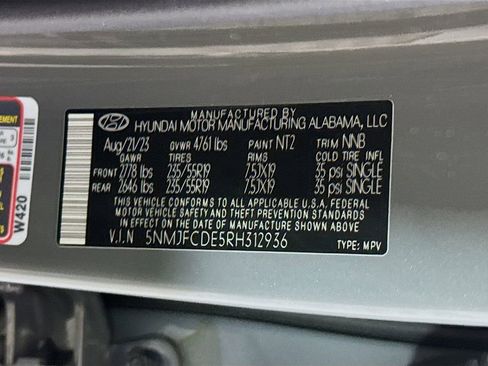 MANUFACTURED BY
HYUNDAI MOTOR MANUFACTURING ALABAMA, LLC
Aug/21/23 GVWR 4761 lbs PAINT NT2 TRIM NNB
GAWR TIRES RIMS COLD TIRE INFL
FRONT 2778 lbs 235/55R19 7.5JX19 35 psi SINGLE
REAR 2646 lbs 235/55R19 7.5JX19 35 psi SINGLE
THIS VEHICLE CONFORMS TO ALL APPLICABLE U.S.A. FEDERAL
MOTOR VEHICLE SAFETY AND THEFT PREVENTION STANDARDS
IN EFFECT ON THE DATE OF MANUFACTURE SHOWN ABOVE
V.I.N 5NMJFCDE5RH312936 TYPE: MPV
W420